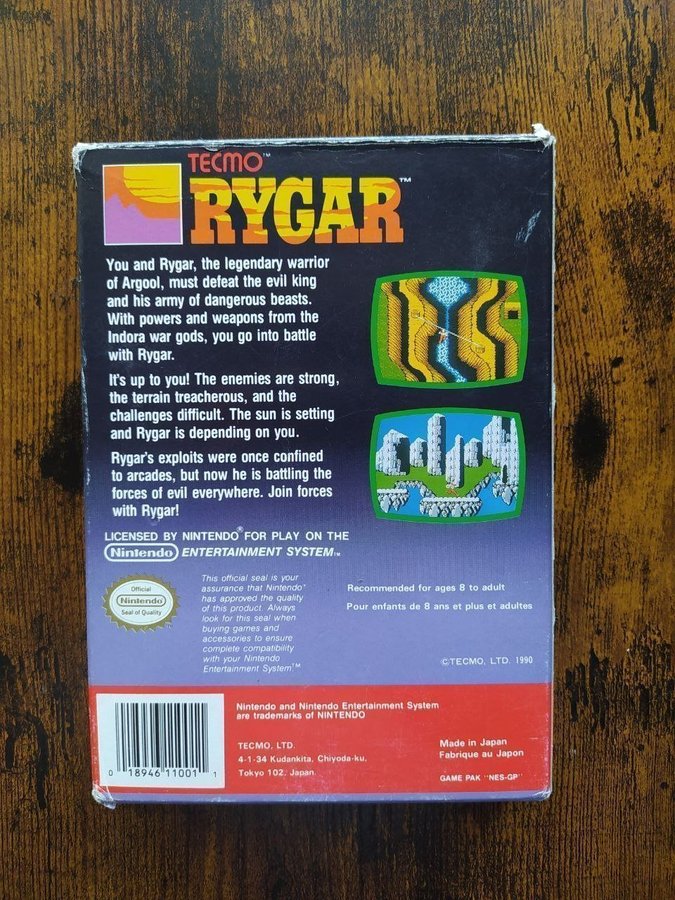 TECMO™
RYGAR™
You and Rygar, the legendary warrior
of Argool, must defeat the evil king
and his army of dangerous beasts.
With powers and weapons from the
Indora war gods, you go into battle
with Rygar.
It's up to you! The enemies are strong,
the terrain treacherous, and the
challenges difficult. The sun is setting
and Rygar is depending on you.
Rygar's exploits were once confined
to arcades, but now he is battling the
forces of evil everywhere. Join forces
with Rygar!
LICENSED BY NINTENDO® FOR PLAY ON THE
Nintendo ENTERTAINMENT SYSTEM™
Official
Nintendo
Seal of Quality
This official seal is your
assurance that Nintendo®
has approved the quality
of this product. Always
look for this seal when
buying games and
accessories to ensure
complete compatibility
with your Nintendo
Entertainment System™
Recommended for ages 8 to adult
Pour enfants de 8 ans et plus et adultes
©TECMO, LTD. 1990
Nintendo and Nintendo Entertainment System
are trademarks of NINTENDO
TECMO, LTD.
4-1-34 Kudankita, Chiyoda-ku,
Tokyo 102, Japan
Made in Japan
Fabrique au Japon
GAME PAK "NES-GP"
0 18946 11001 1